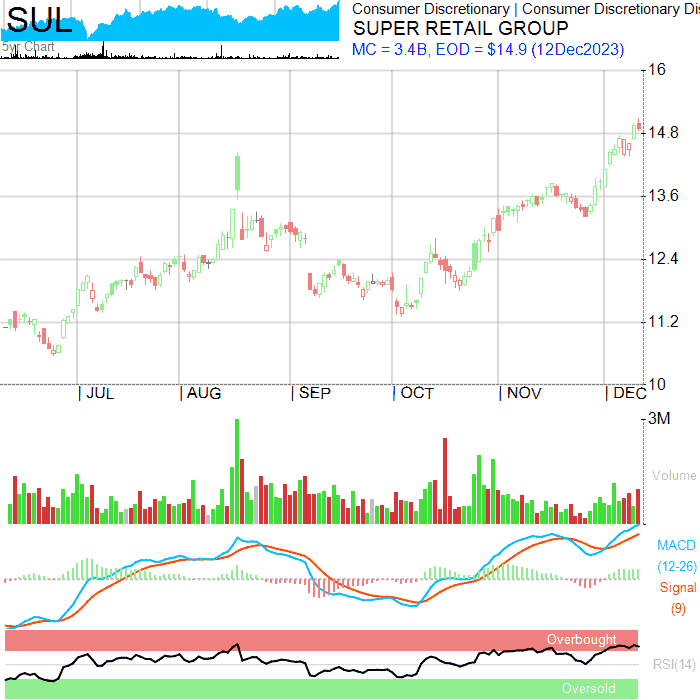 SUL
5yr Chart
Consumer Discretionary | Consumer Discretionary Dis
SUPER RETAIL GROUP
MC = 3.4B, EOD = $14.9 (12Dec2023)
16
14.8
13.6
12.4
11.2
10
| JUL | AUG | SEP | OCT | NOV | DEC
3M
Volume
MACD
(12-26)
Signal
(9)
Overbought
RSI(14)
Oversold